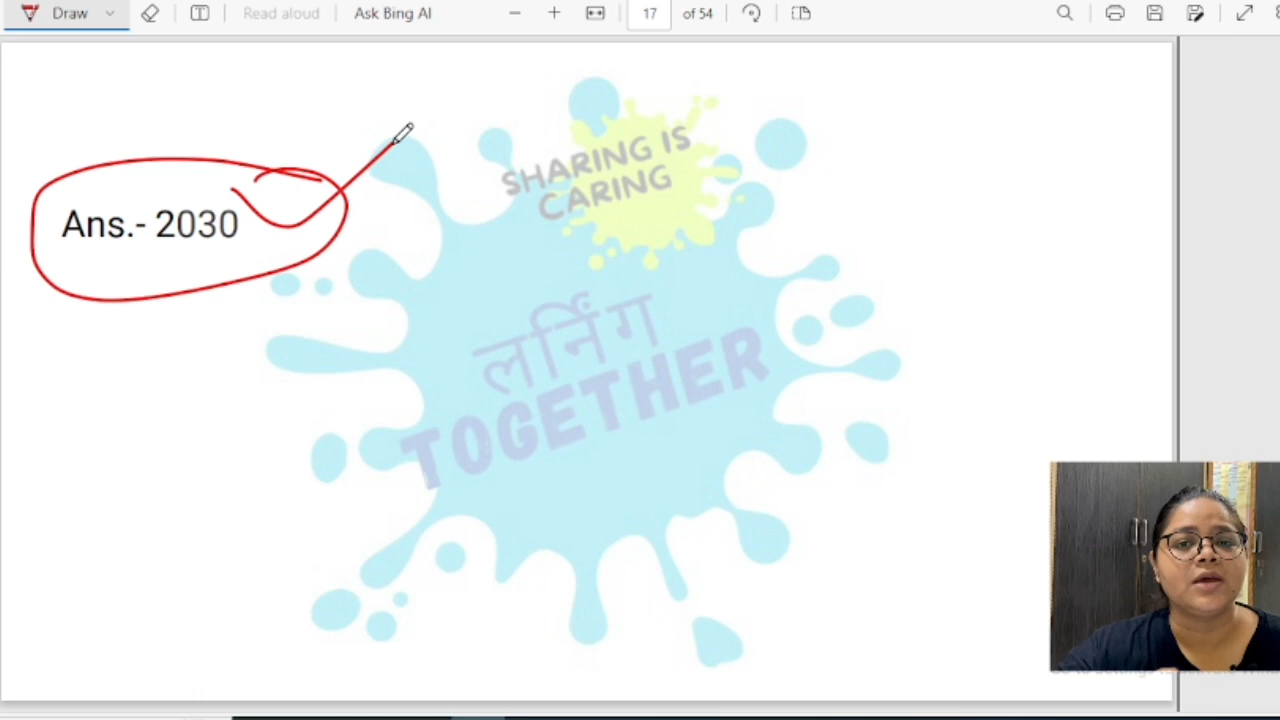 Draw
Read aloud
Ask Bing AI
17 of 54
Ans.- 2030
SHARING IS
CARING
लर्निंग
TOGETHER